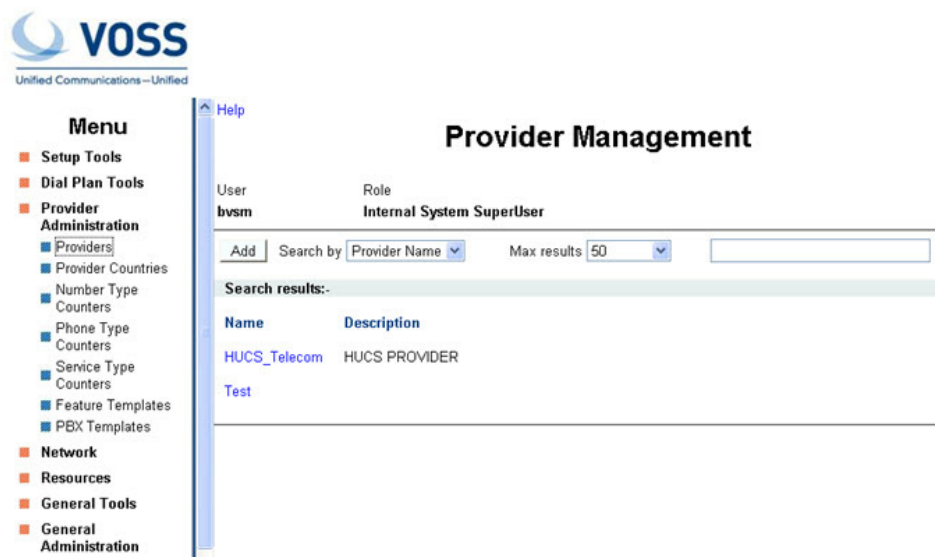 VOSS
Unified Communications—Unified
Menu
Setup Tools
Dial Plan Tools
Provider
Administration
Providers
Provider Countries
Number Type
Counters
Phone Type
Counters
Service Type
Counters
Feature Templates
PBX Templates
Network
Resources
General Tools
General
Administration
Help
Provider Management
User Role
bvsm Internal System SuperUser
Add Search by Provider Name Max results 50
Search results:-
Name Description
HUCS_Telecom HUCS PROVIDER
Test